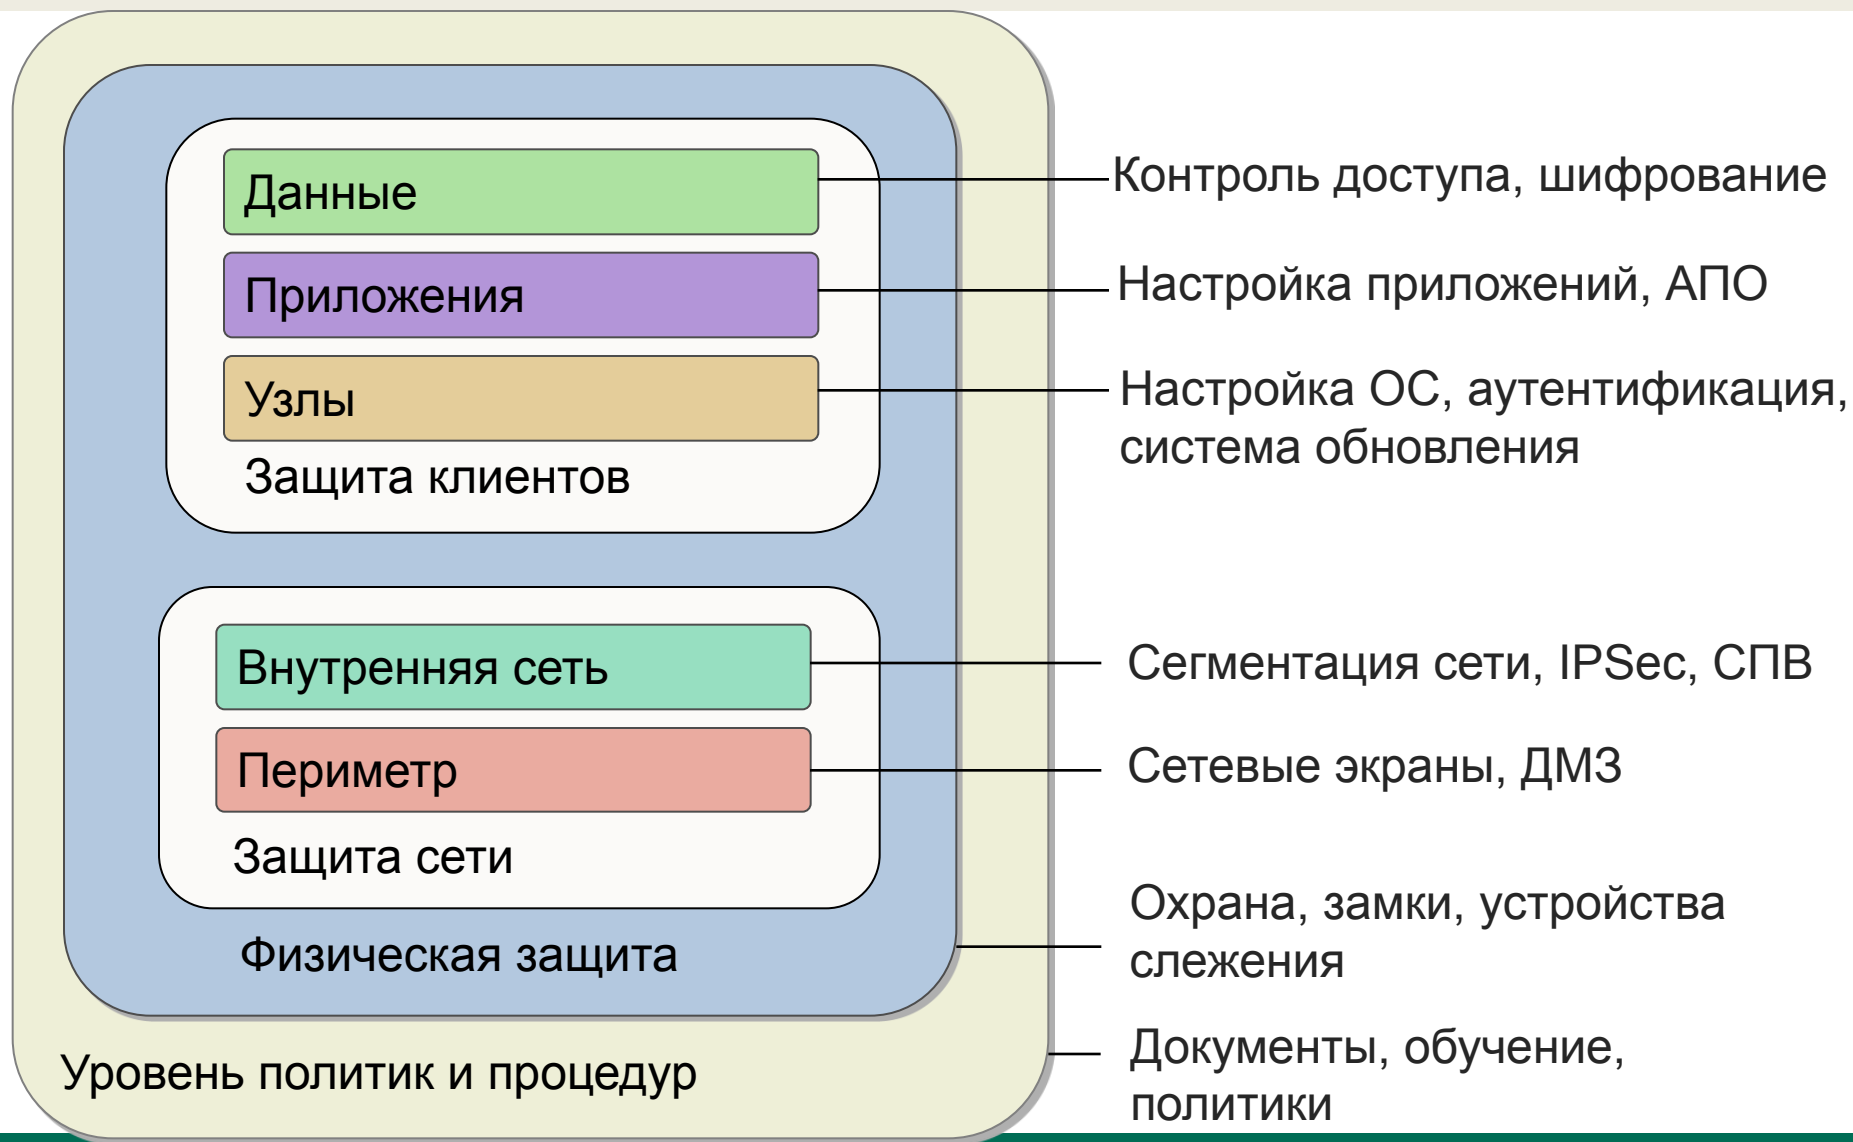 Данные
Контроль доступа, шифрование
Приложения
Настройка приложений, АПО
Узлы
Настройка ОС, аутентификация,
система обновления
Защита клиентов
Внутренняя сеть
Сегментация сети, IPSec, СПВ
Периметр
Сетевые экраны, ДМЗ
Защита сети
Физическая защита
Охрана, замки, устройства
слежения
Уровень политик и процедур
Документы, обучение,
политики